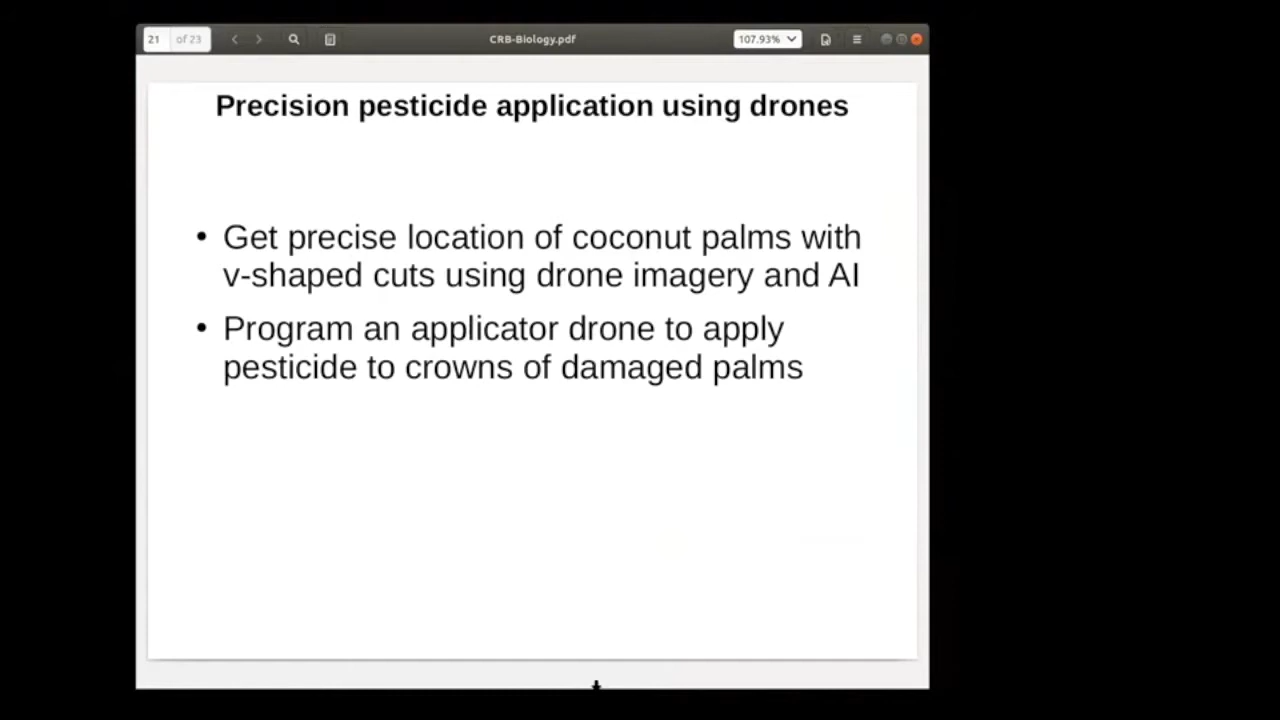 21 of 23
CRB-Biology.pdf
107.93%
Precision pesticide application using drones
• Get precise location of coconut palms with
v-shaped cuts using drone imagery and AI
• Program an applicator drone to apply
pesticide to crowns of damaged palms